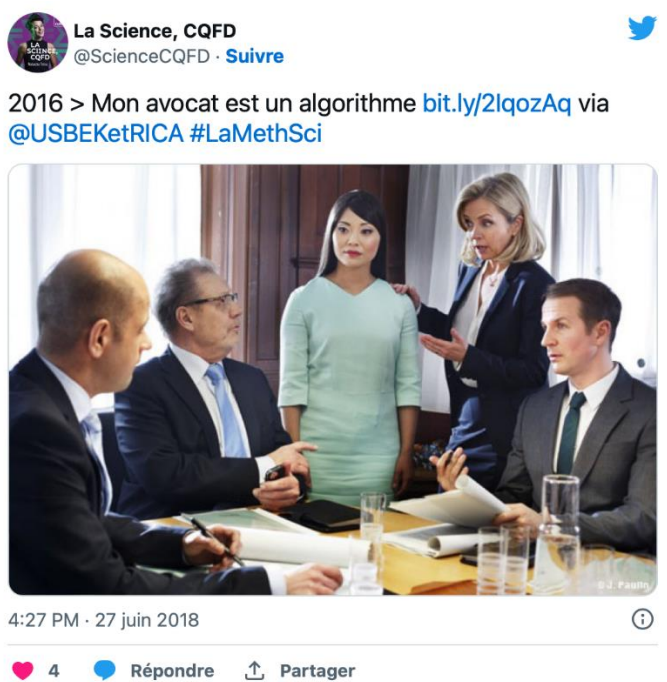 La Science, CQFD
@ScienceCQFD · Suivre
2016 > Mon avocat est un algorithme bit.ly/2IqozAq via
@USBEKetRICA #LaMethSci
© J. Paulin
4:27 PM · 27 juin 2018
4 Répondre Partager